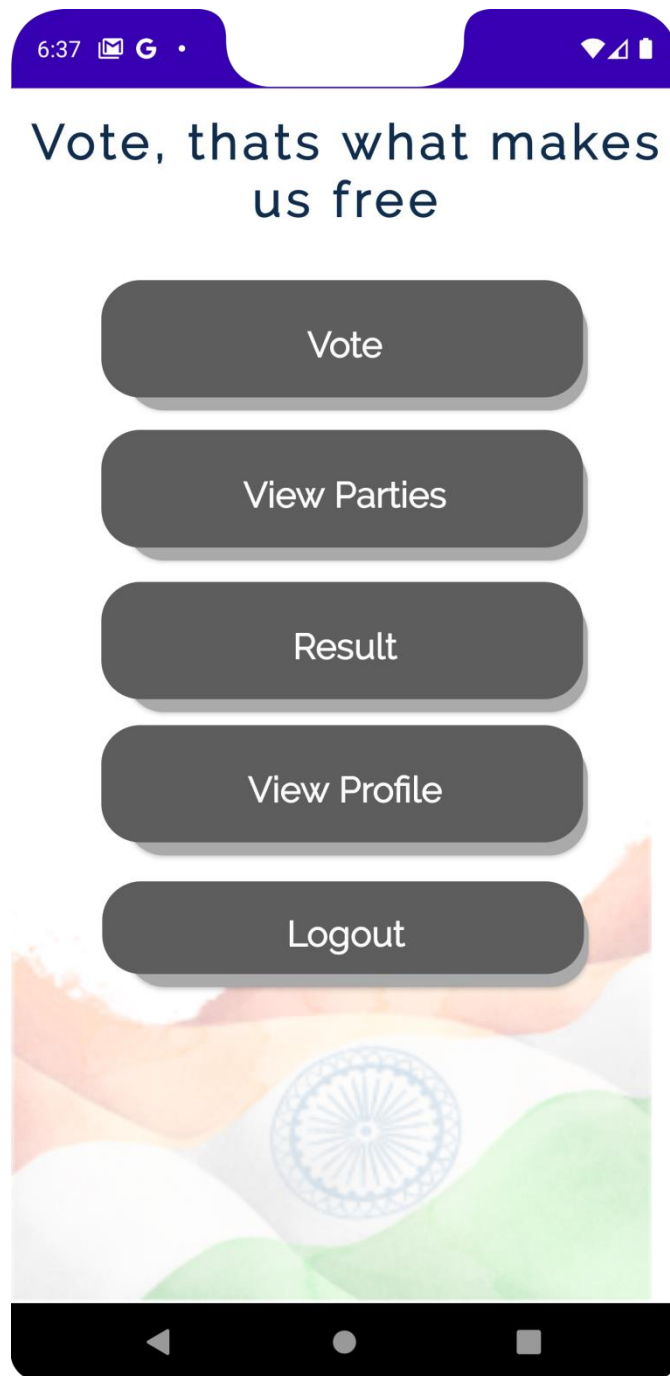 6:37
Vote, thats what makes
us free
Vote
View Parties
Result
View Profile
Logout